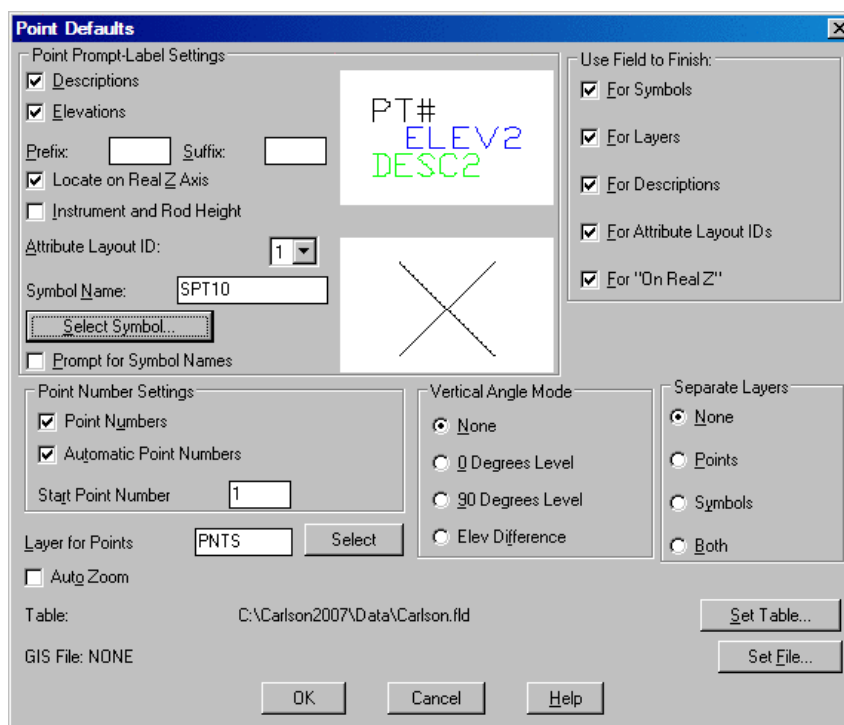 Point Defaults
Point Prompt-Label Settings
Descriptions
Elevations
Prefix:
Suffix:
Locate on Real Z Axis
Instrument and Rod Height
Attribute Layout ID:
1
Symbol Name:
SPT10
Select Symbol...
Prompt for Symbol Names
PT#
ELEV2
DESC2
Use Field to Finish:
For Symbols
For Layers
For Descriptions
For Attribute Layout IDs
For "On Real Z"
Point Number Settings
Point Numbers
Automatic Point Numbers
Start Point Number
1
Vertical Angle Mode
None
0 Degrees Level
90 Degrees Level
Elev Difference
Separate Layers
None
Points
Symbols
Both
Layer for Points
PNTS
Select
Auto Zoom
Table:
C:\Carlson2007\Data\Carlson.fld
Set Table...
GIS File: NONE
Set File...
OK
Cancel
Help